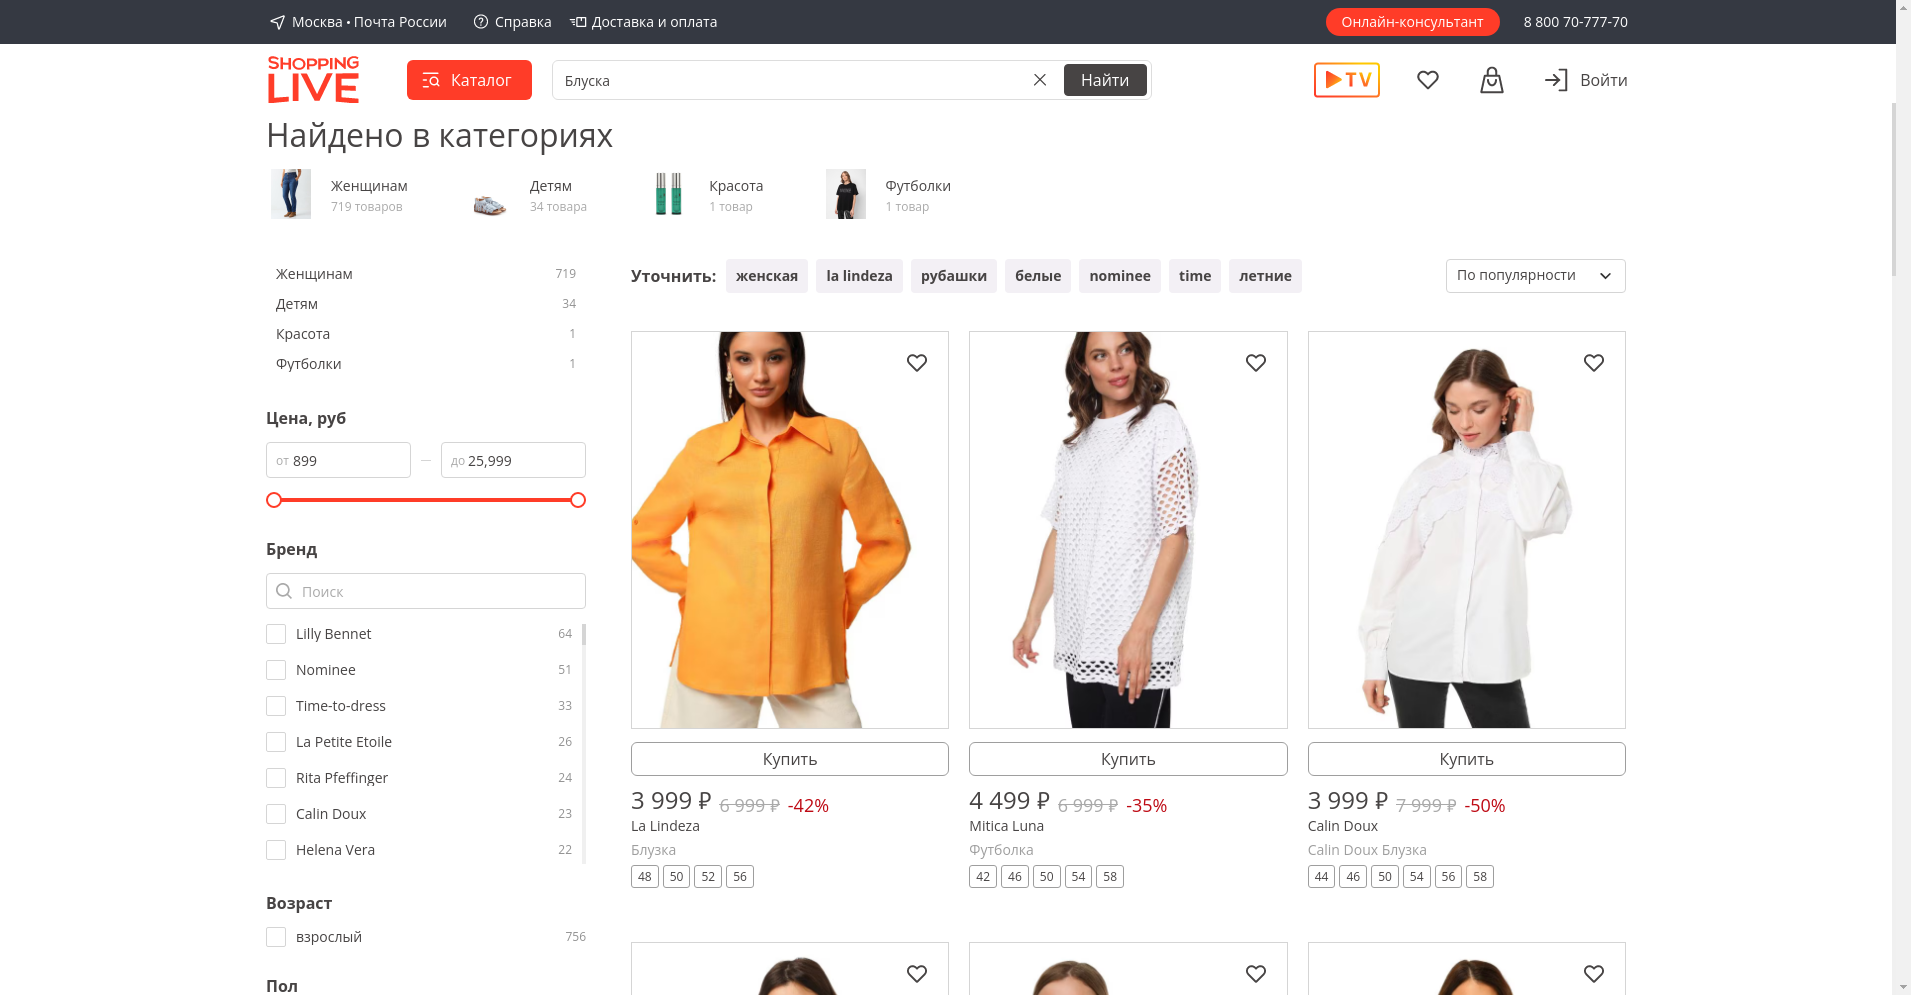 Москва • Почта России
Справка
Доставка и оплата
Онлайн-консультант
8 800 70-777-70
SHOPPING
LIVE
Каталог
Блуска
Найти
TV
Войти
Найдено в категориях
Женщинам
719 товаров
Детям
34 товара
Красота
1 товар
Футболки
1 товар
Женщинам 719
Детям 34
Красота 1
Футболки 1
Цена, руб
от 899 — до 25,999
Бренд
Поиск
Lilly Bennet 64
Nominee 51
Time-to-dress 33
La Petite Etoile 26
Rita Pfeffinger 24
Calin Doux 23
Helena Vera 22
Возраст
взрослый 756
Пол
Уточнить: женская la lindeza рубашки белые nominee time летние
По популярности
Купить
3 999 ₽ 6 999 ₽ -42%
La Lindeza
Блузка
48 50 52 56
Купить
4 499 ₽ 6 999 ₽ -35%
Mitica Luna
Футболка
42 46 50 54 58
Купить
3 999 ₽ 7 999 ₽ -50%
Calin Doux
Calin Doux Блузка
44 46 50 54 56 58